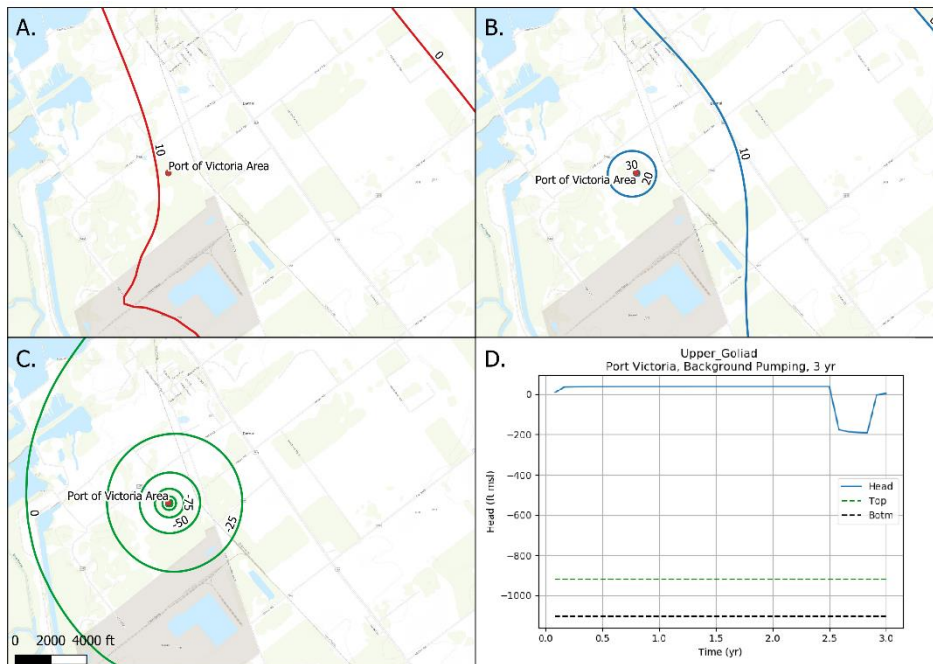 A.
0
10
Port of Victoria Area
B.
10
30
20
Port of Victoria Area
C.
Port of Victoria Area
-75
-50
-25
0
0 2000 4000 ft
D.
Upper_Goliad
Port Victoria, Background Pumping, 3 yr
Head (ft msl)
0
−200
−400
−600
−800
−1000
Head
Top
Botm
0.0 0.5 1.0 1.5 2.0 2.5 3.0
Time (yr)